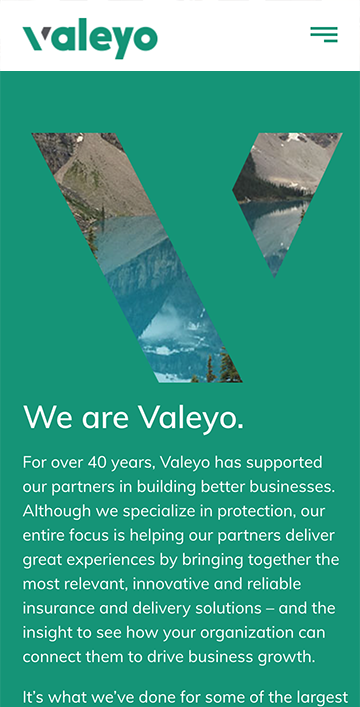 valeyo
We are Valeyo.
For over 40 years, Valeyo has supported
our partners in building better businesses.
Although we specialize in protection, our
entire focus is helping our partners deliver
great experiences by bringing together the
most relevant, innovative and reliable
insurance and delivery solutions – and the
insight to see how your organization can
connect them to drive business growth.
It’s what we’ve done for some of the largest